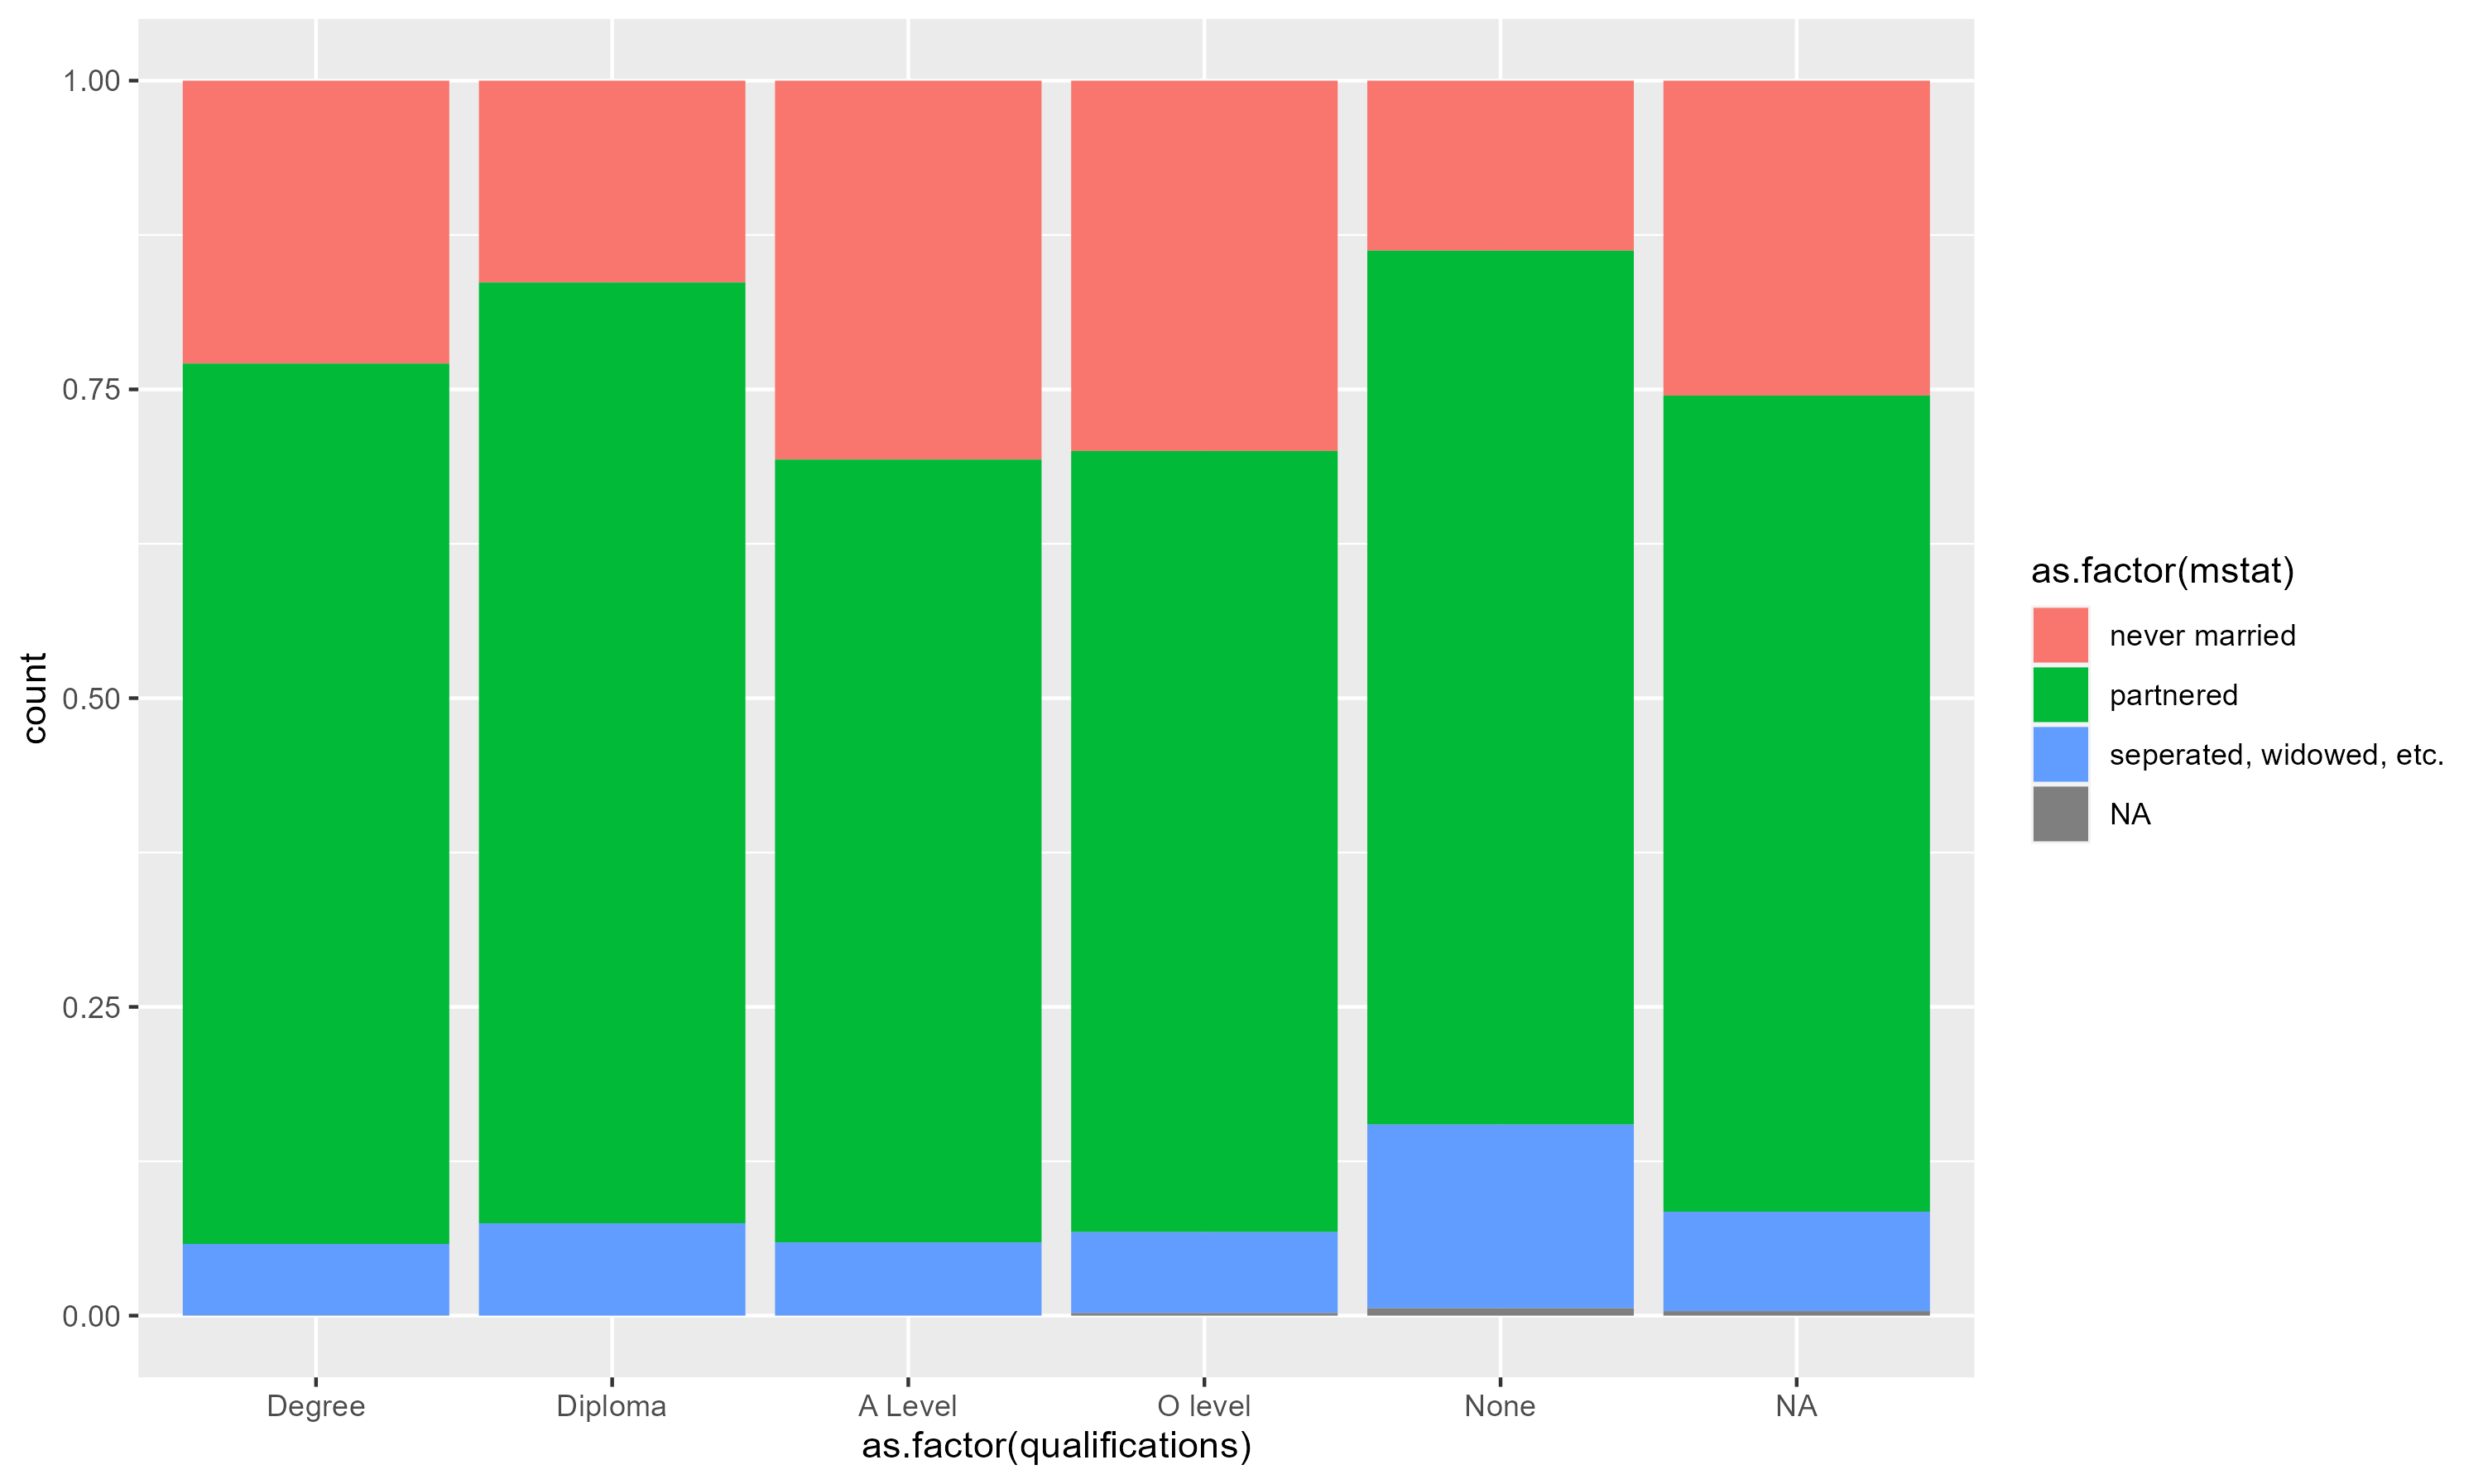 1.00
0.75
0.50
0.25
0.00
count
Degree
Diploma
A Level
O level
None
NA
as.factor(qualifications)
as.factor(mstat)
never married
partnered
seperated, widowed, etc.
NA